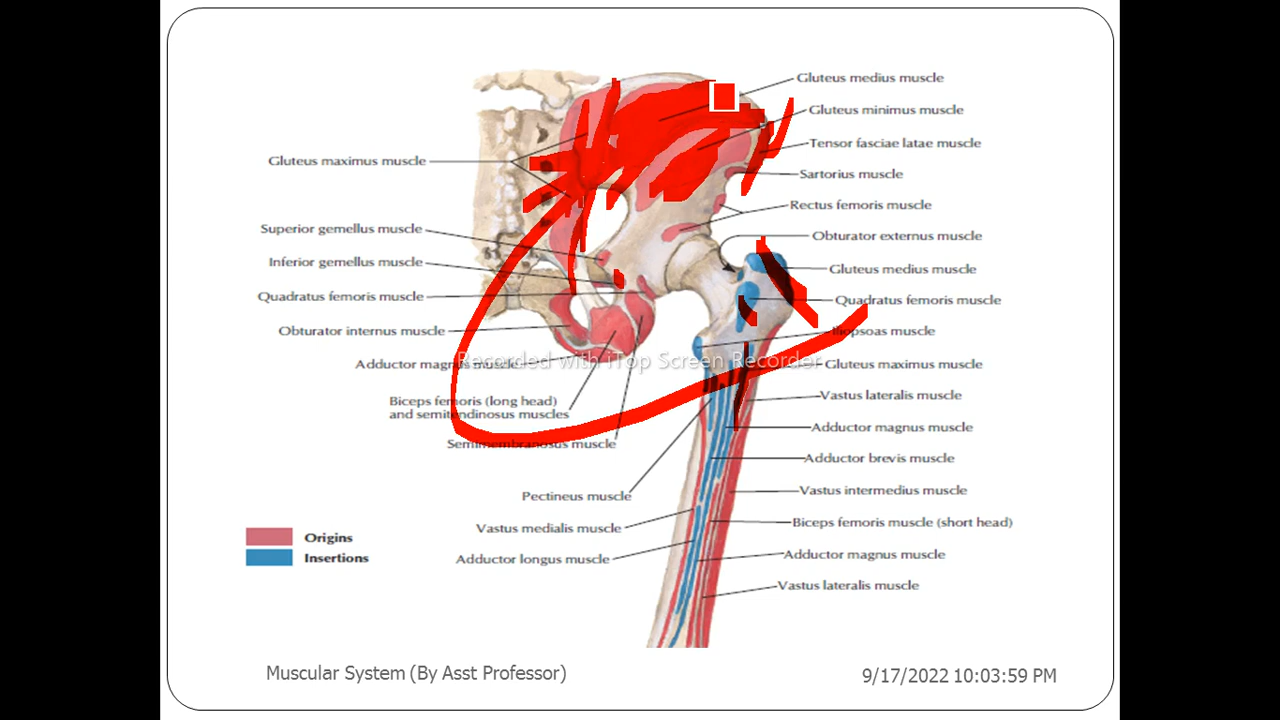 Gluteus medius muscle
Gluteus minimus muscle
Tensor fasciae latae muscle
Gluteus maximus muscle
Sartorius muscle
Rectus femoris muscle
Superior gemellus muscle
Obturator externus muscle
Inferior gemellus muscle
Gluteus medius muscle
Quadratus femoris muscle
Quadratus femoris muscle
Obturator internus muscle
Iliopsoas muscle
Recorded with iTop Screen Recorder
Adductor magnus muscle
Gluteus maximus muscle
Biceps femoris (long head)
and semitendinosus muscles
Vastus lateralis muscle
Adductor magnus muscle
Semimembranosus muscle
Adductor brevis muscle
Pectineus muscle
Vastus intermedius muscle
Vastus medialis muscle
Biceps femoris muscle (short head)
Adductor longus muscle
Adductor magnus muscle
Vastus lateralis muscle
Origins
Insertions
Muscular System (By Asst Professor)
9/17/2022 10:03:59 PM